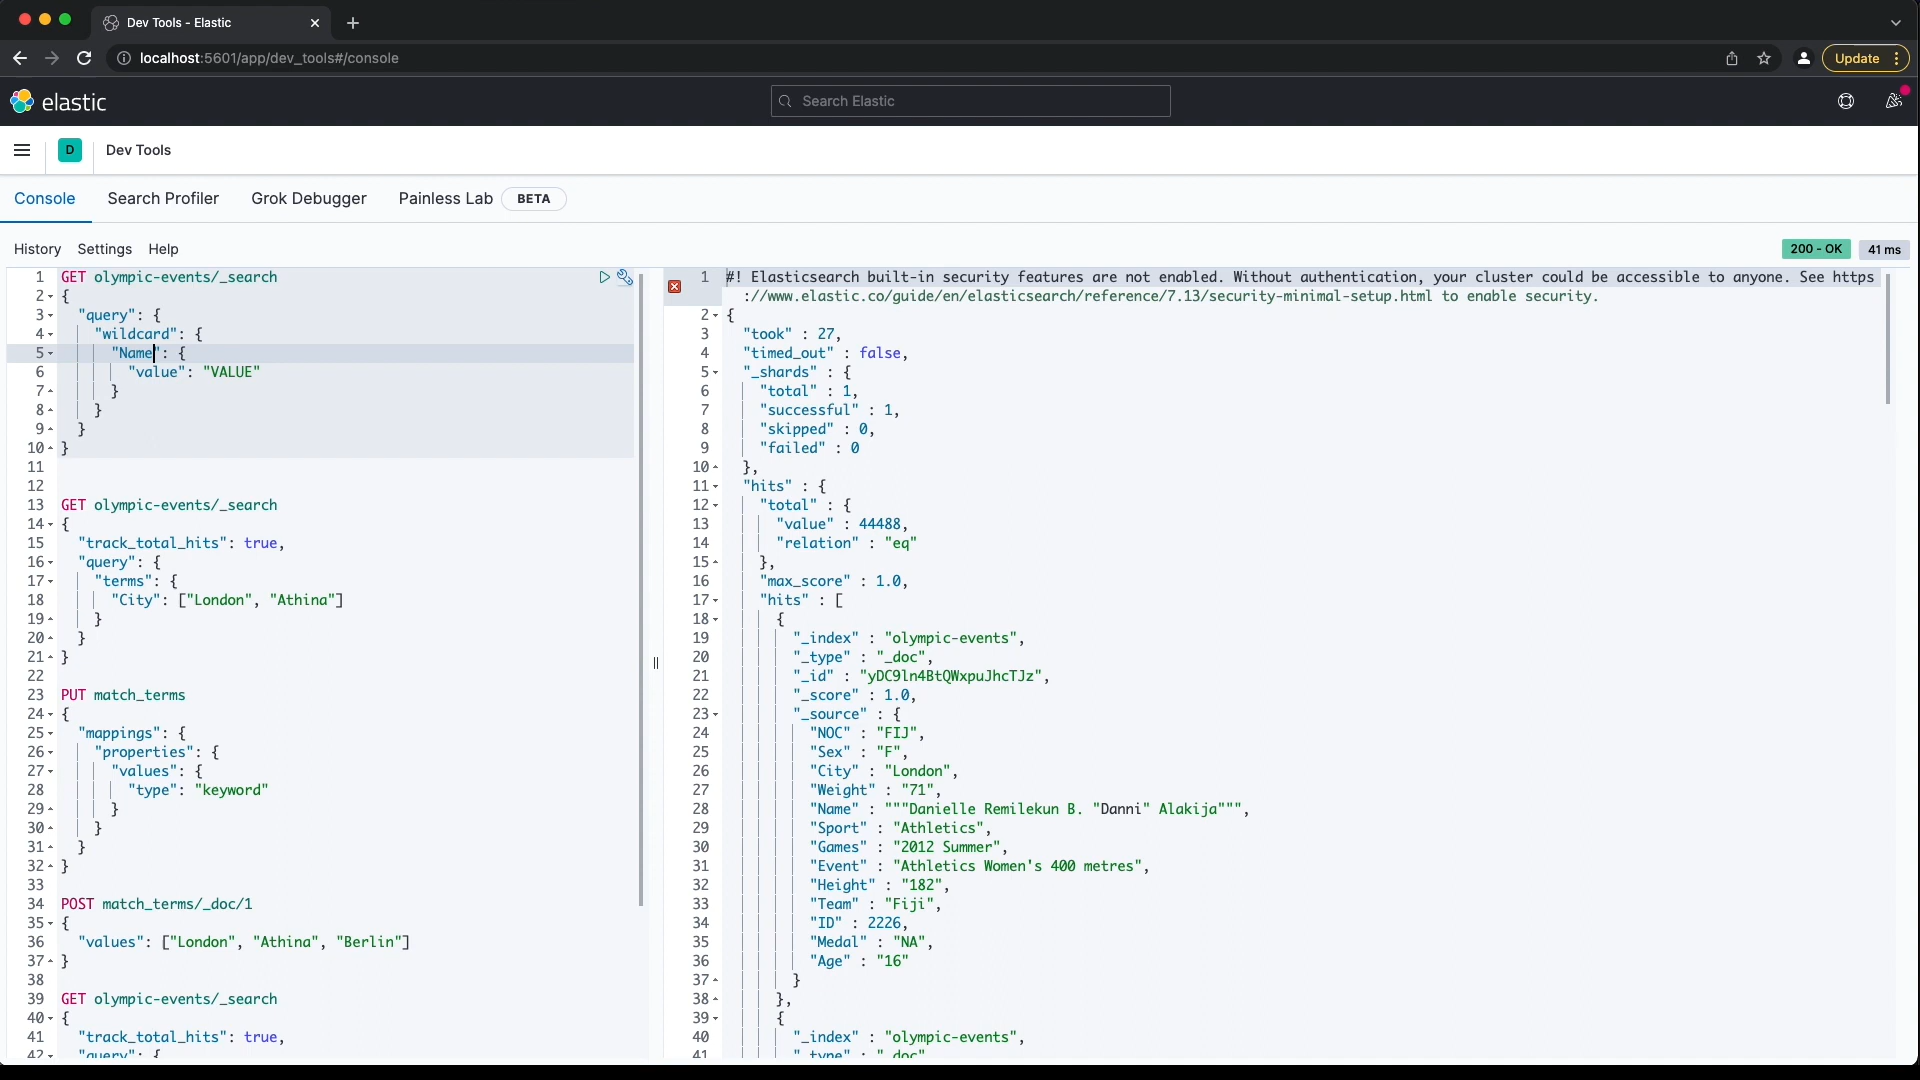 Dev Tools - Elastic
localhost:5601/app/dev_tools#/console
Update
elastic
Search Elastic
D
Dev Tools
Console
Search Profiler
Grok Debugger
Painless Lab
BETA
History
Settings
Help
200 - OK
41 ms
1 GET olympic-events/_search
2 {
3 "query": {
4 "wildcard": {
5 "Name": {
6 "value": "VALUE"
7 }
8 }
9 }
10 }
11
12
13 GET olympic-events/_search
14 {
15 "track_total_hits": true,
16 "query": {
17 "terms": {
18 "City": ["London", "Athina"]
19 }
20 }
21 }
22
23 PUT match_terms
24 {
25 "mappings": {
26 "properties": {
27 "values": {
28 "type": "keyword"
29 }
30 }
31 }
32 }
33
34 POST match_terms/_doc/1
35 {
36 "values": ["London", "Athina", "Berlin"]
37 }
38
39 GET olympic-events/_search
40 {
41 "track_total_hits": true,
42 "query": {
1 #! Elasticsearch built-in security features are not enabled. Without authentication, your cluster could be accessible to anyone. See https
://www.elastic.co/guide/en/elasticsearch/reference/7.13/security-minimal-setup.html to enable security.
2 {
3 "took" : 27,
4 "timed_out" : false,
5 "_shards" : {
6 "total" : 1,
7 "successful" : 1,
8 "skipped" : 0,
9 "failed" : 0
10 },
11 "hits" : {
12 "total" : {
13 "value" : 44488,
14 "relation" : "eq"
15 },
16 "max_score" : 1.0,
17 "hits" : [
18 {
19 "_index" : "olympic-events",
20 "_type" : "_doc",
21 "_id" : "yDC9ln4BtQWxpuJhcTJz",
22 "_score" : 1.0,
23 "_source" : {
24 "NOC" : "FIJ",
25 "Sex" : "F",
26 "City" : "London",
27 "Weight" : "71",
28 "Name" : """Danielle Remilekun B. "Danni" Alakija""",
29 "Sport" : "Athletics",
30 "Games" : "2012 Summer",
31 "Event" : "Athletics Women's 400 metres",
32 "Height" : "182",
33 "Team" : "Fiji",
34 "ID" : 2226,
35 "Medal" : "NA",
36 "Age" : "16"
37 }
38 },
39 {
40 "_index" : "olympic-events",
41 "_type" : "_doc"